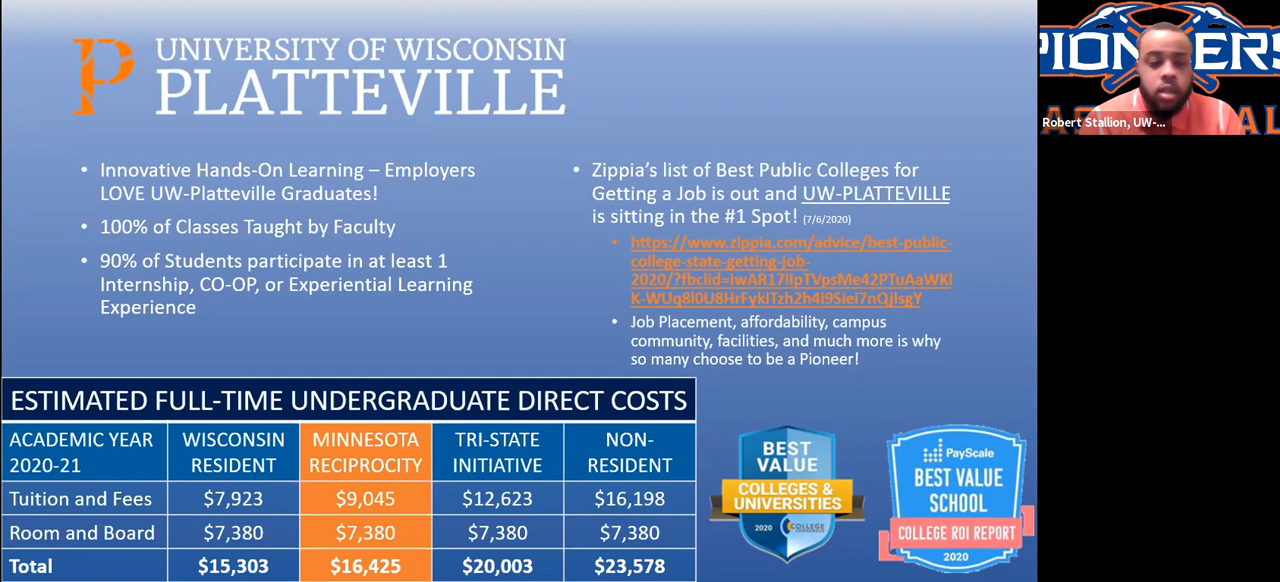 UNIVERSITY OF WISCONSIN
PLATTEVILLE
• Innovative Hands-On Learning – Employers
LOVE UW-Platteville Graduates!
• 100% of Classes Taught by Faculty
• 90% of Students participate in at least 1
Internship, CO-OP, or Experiential Learning
Experience
• Zippia's list of Best Public Colleges for
Getting a Job is out and UW-PLATTEVILLE
is sitting in the #1 Spot! (7/6/2020)
• https://www.zippia.com/advice/best-public-
college-state-getting-job-
• Job Placement, affordability, campus
community, facilities, and much more is why
so many choose to be a Pioneer!
ESTIMATED FULL-TIME UNDERGRADUATE DIRECT COSTS
ACADEMIC YEAR WISCONSIN MINNESOTA TRI-STATE NON-
2020-21 RESIDENT RECIPROCITY INITIATIVE RESIDENT
Tuition and Fees $7,923 $9,045 $12,623 $16,198
Room and Board $7,380 $7,380 $7,380 $7,380
Total $15,303 $16,425 $20,003 $23,578
BEST
VALUE
COLLEGES &
UNIVERSITIES
2020 COLLEGE
PayScale
BEST VALUE
SCHOOL
COLLEGE ROI REPORT
2020
Robert Stallion, UW-...